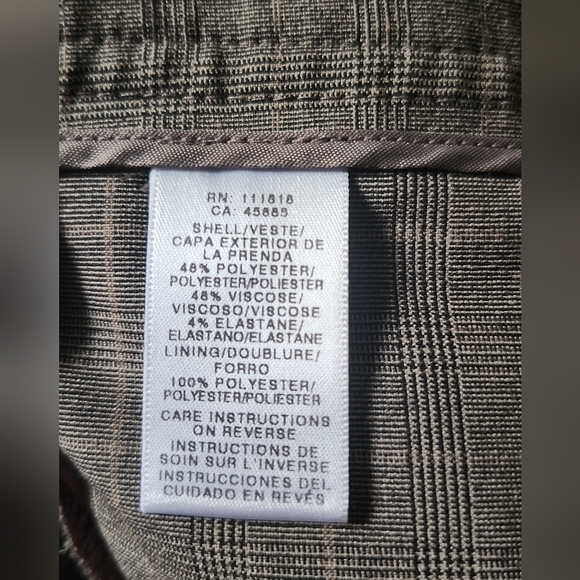 RN: 111818
CA: 45885
SHELL/VESTE/
CAPA EXTERIOR DE
LA PRENDA
48% POLYESTER/
POLYESTER/POLIESTER
48% VISCOSE/
VISCOSO/VISCOSE
4% ELASTANE/
ELASTANO/ELASTANE
LINING/DOUBLURE/
FORRO
100% POLYESTER/
POLYESTER/POLIESTER
CARE INSTRUCTIONS
ON REVERSE
INSTRUCTIONS DE
SOIN SUR L'INVERSE
INSTRUCCIONES DEL
CUIDADO EN REVÉS